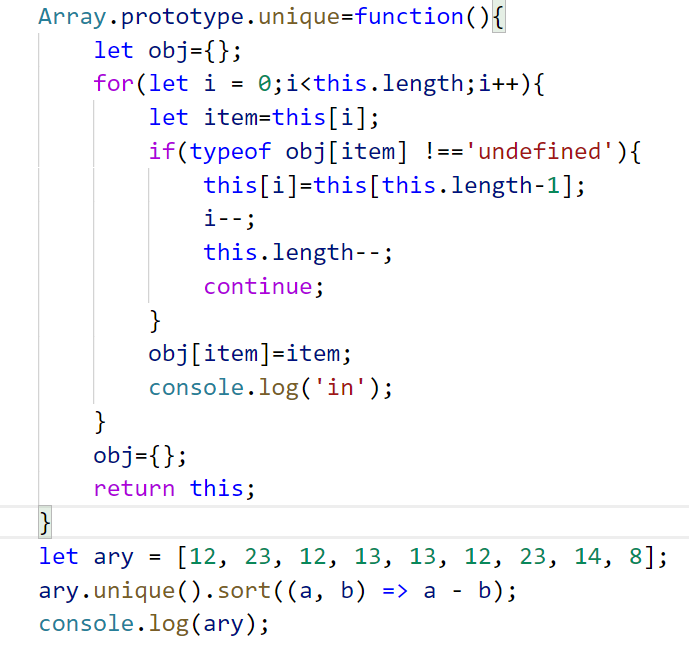 Array.prototype.unique=function(){
    let obj={};
    for(let i = 0;i<this.length;i++){
        let item=this[i];
        if(typeof obj[item] !=='undefined'){
            this[i]=this[this.length-1];
            i--;
            this.length--;
            continue;
        }
        obj[item]=item;
        console.log('in');
    }
    obj={};
    return this;
}
let ary = [12, 23, 12, 13, 13, 12, 23, 14, 8];
ary.unique().sort((a, b) => a - b);
console.log(ary);